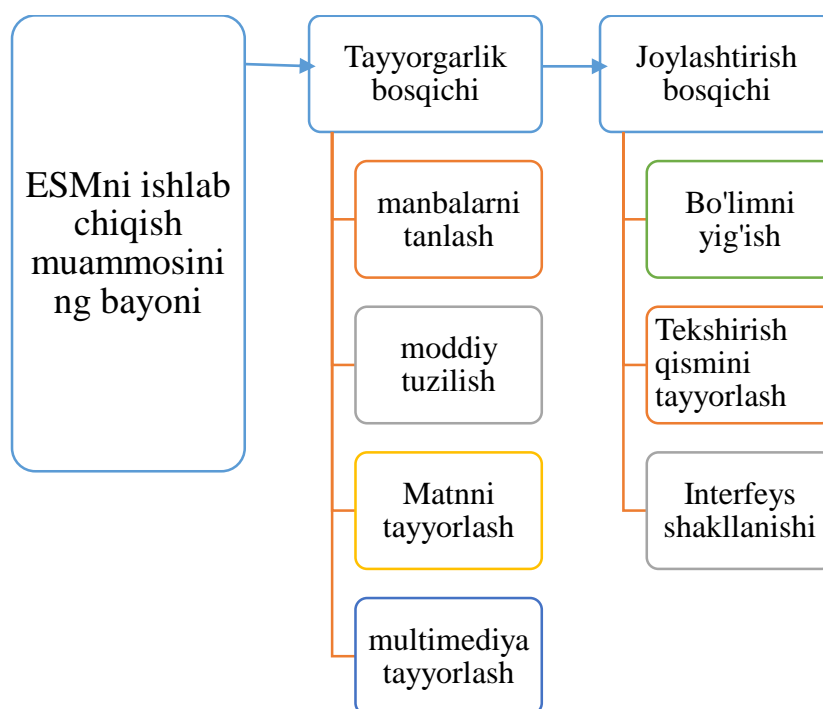 ESMni ishlab
chiqish
muammosini
ng bayoni
Tayyorgarlik
bosqichi
manbalarni
tanlash
moddiy
tuzilish
Matnni
tayyorlash
multimediya
tayyorlash
Joylashtirish
bosqichi
Bo'limni
yig'ish
Tekshirish
qismini
tayyorlash
Interfeys
shakllanishi